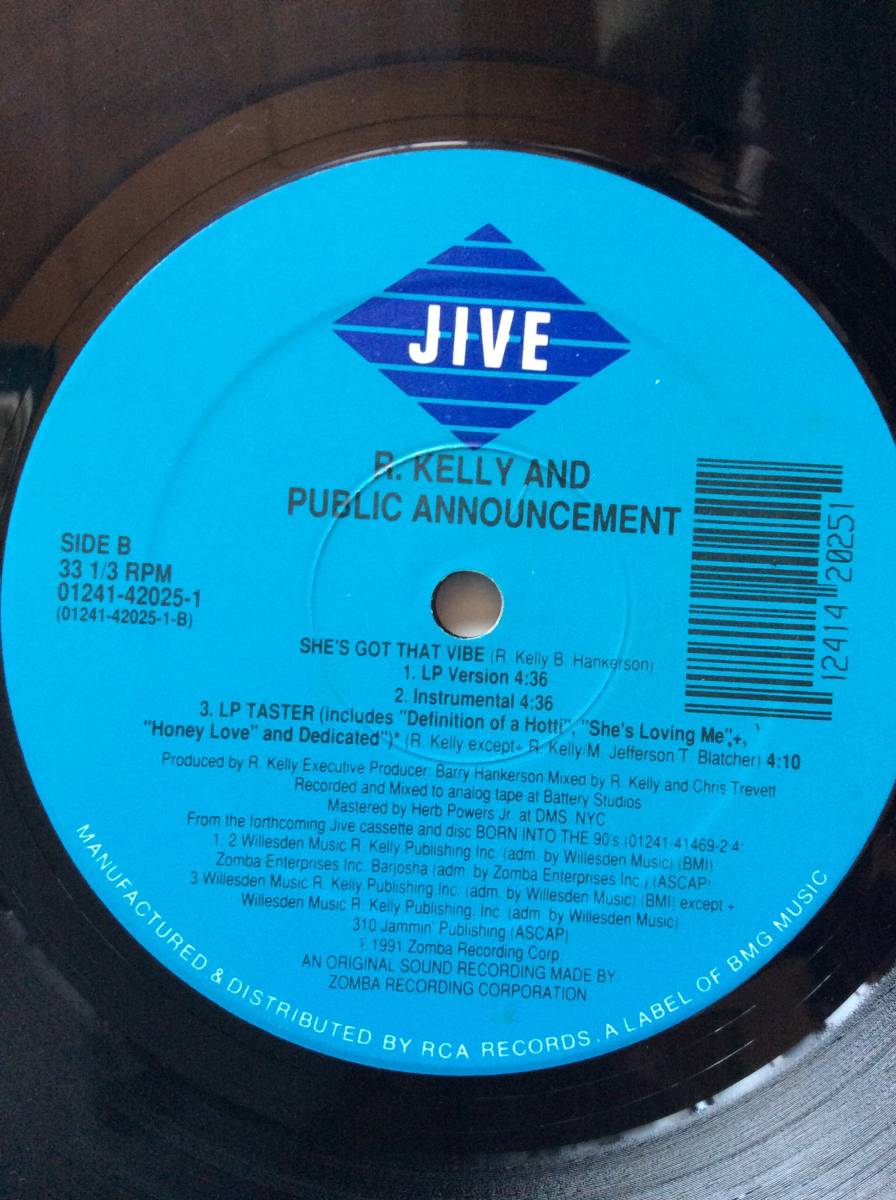 JIVE
R. KELLY AND
PUBLIC ANNOUNCEMENT
SIDE B
33 1/3 RPM
01241-42025-1
(01241-42025-1-B)
12414 20251
SHE'S GOT THAT VIBE (R. Kelly B. Hankerson)
1. LP Version 4:36
2. Instrumental 4:36
3. LP TASTER (includes "Definition of a Hotti", "She's Loving Me"+,
"Honey Love" and Dedicated")* (R. Kelly except+ R. Kelly/M. Jefferson/T. Blatcher) 4:10
Produced by R. Kelly Executive Producer: Barry Hankerson Mixed by R. Kelly and Chris Trevett
Recorded and Mixed to analog tape at Battery Studios
Mastered by Herb Powers Jr. at DMS, NYC
From the forthcoming Jive cassette and disc BORN INTO THE 90's (01241-41469-2 4)
1. 2 Willesden Music R. Kelly Publishing Inc. (adm. by Willesden Music) (BMI)
Zomba Enterprises Inc. Barjosha (adm. by Zomba Enterprises Inc.) (ASCAP)
3 Willesden Music R. Kelly Publishing Inc. (adm. by Willesden Music) (BMI) except +
Willesden Music R. Kelly Publishing, Inc. (adm. by Willesden Music)
310 Jammin' Publishing (ASCAP)
℗ 1991 Zomba Recording Corp.
AN ORIGINAL SOUND RECORDING MADE BY
ZOMBA RECORDING CORPORATION
MANUFACTURED & DISTRIBUTED BY RCA RECORDS, A LABEL OF BMG MUSIC